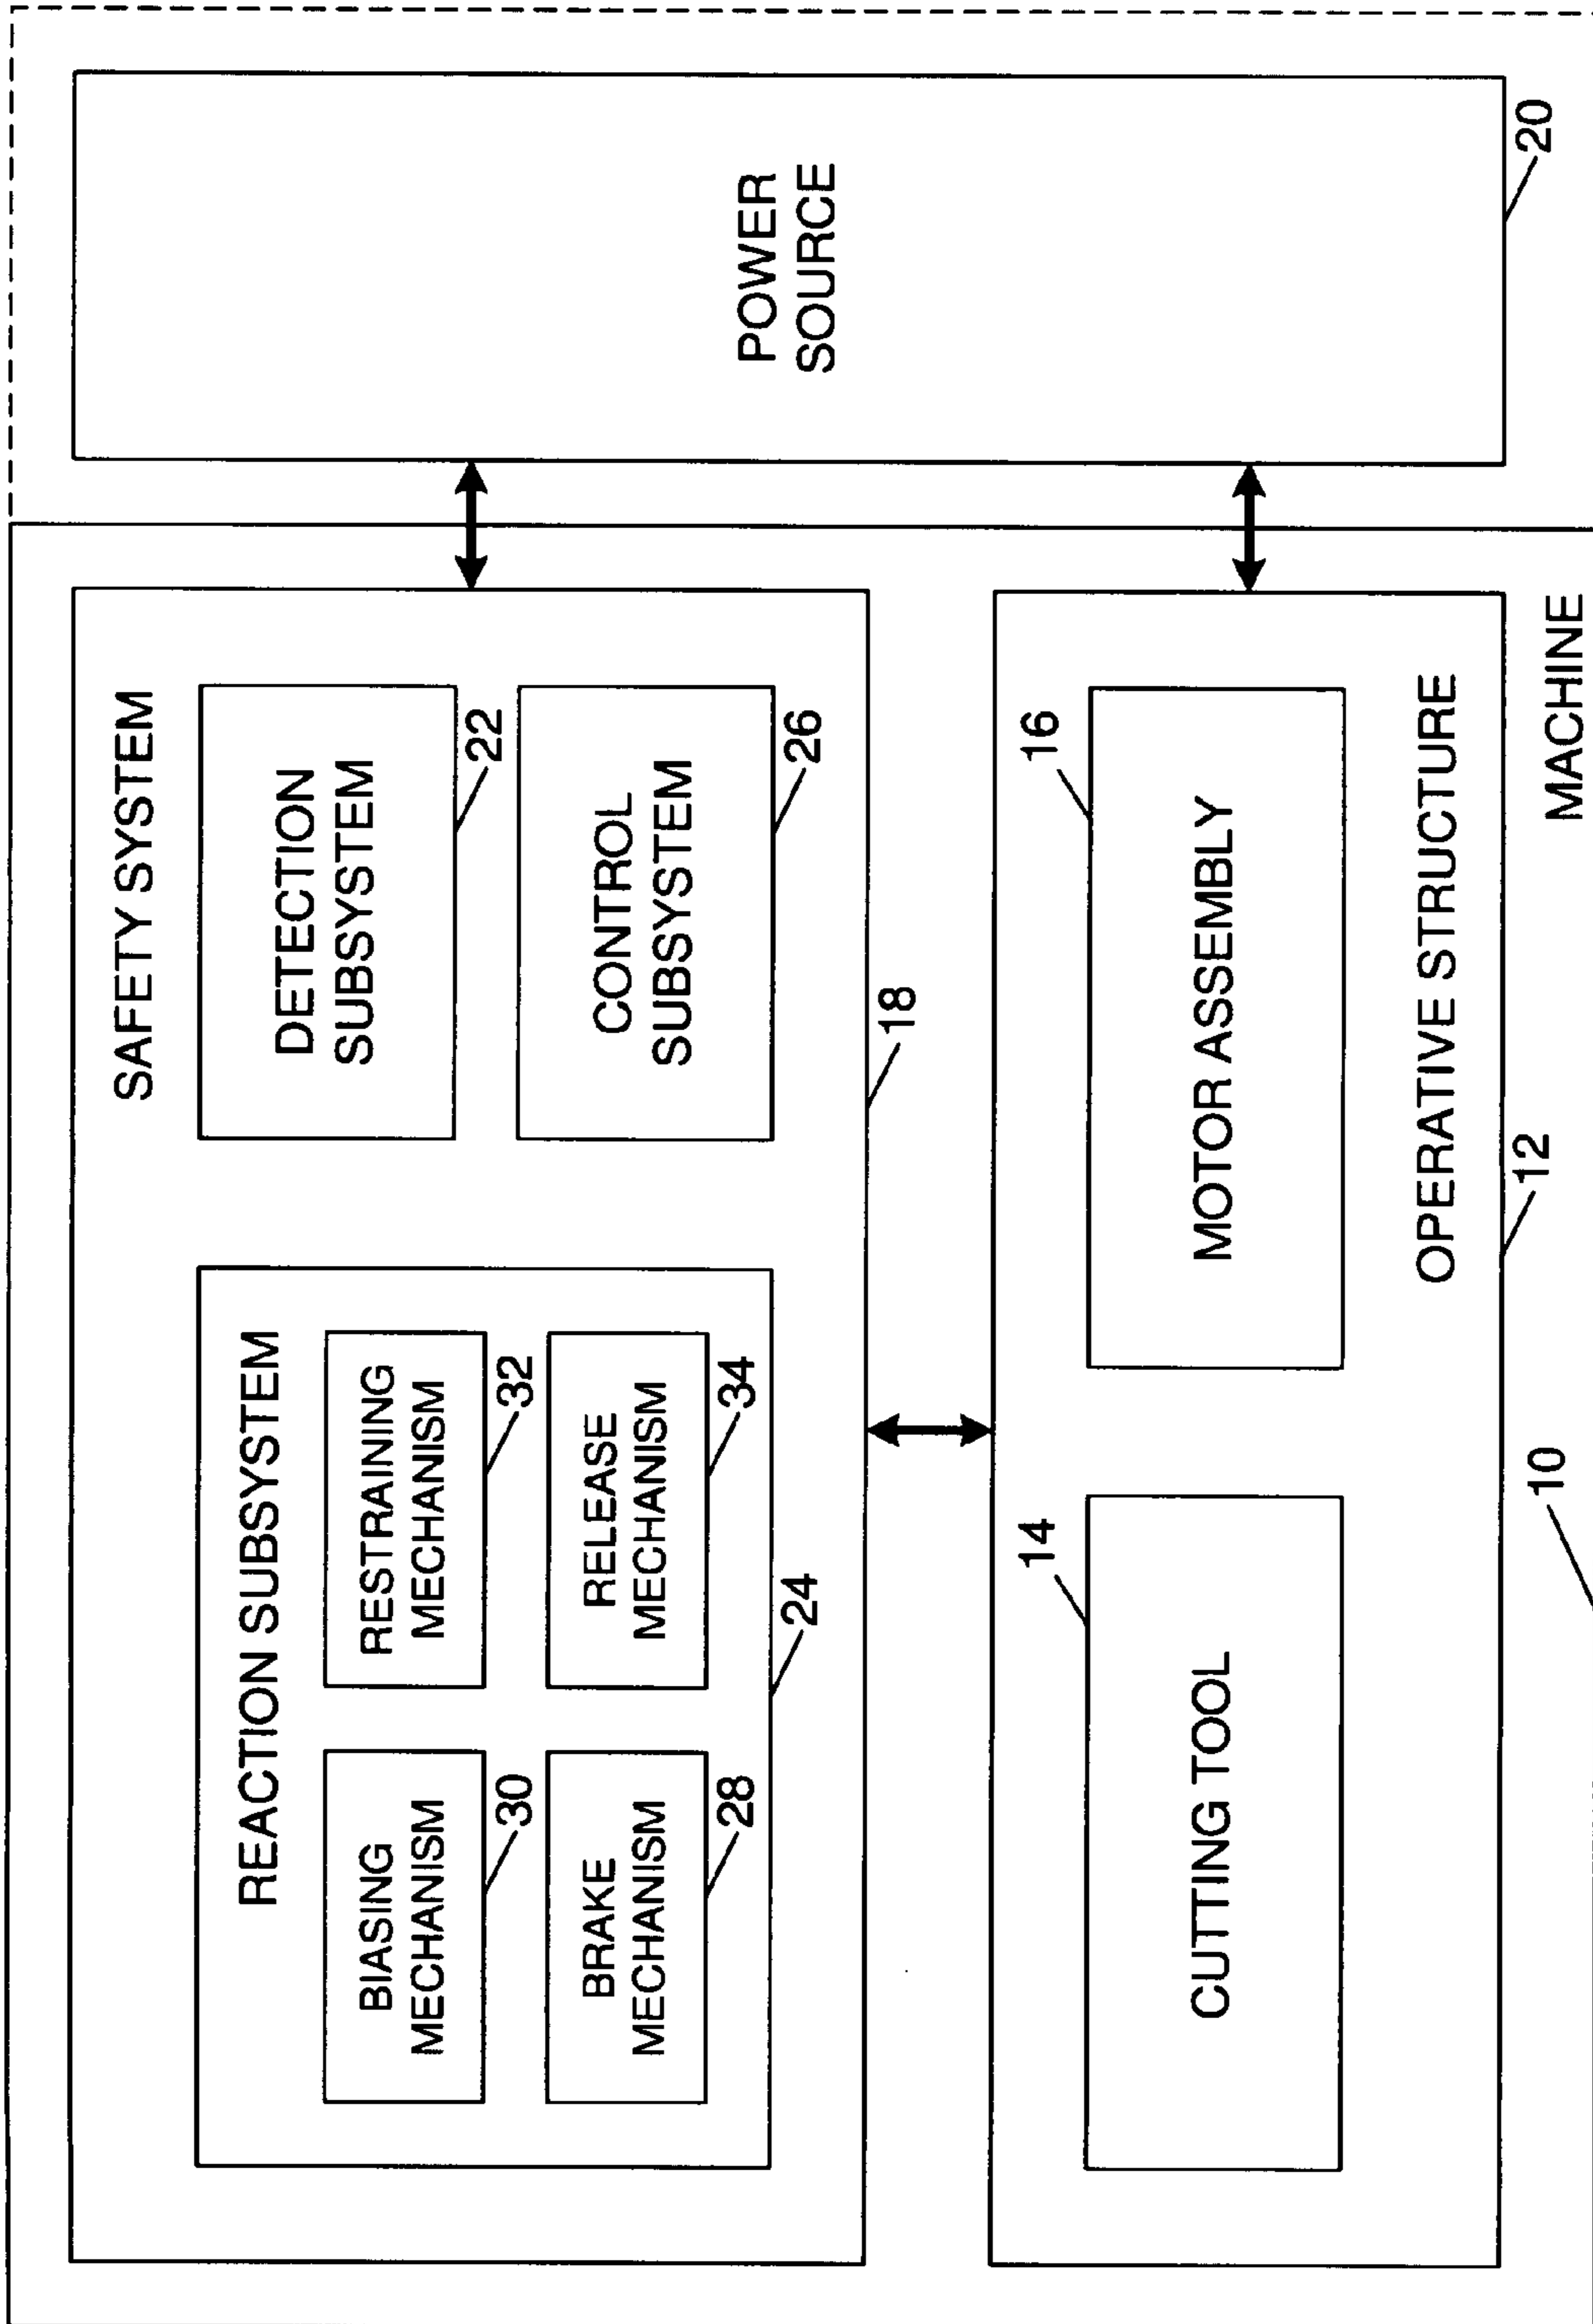 SAFETY SYSTEM
REACTION SUBSYSTEM
BIASING
MECHANISM
30
RESTRAINING
MECHANISM
32
BRAKE
MECHANISM
28
RELEASE
MECHANISM
34
24
DETECTION
SUBSYSTEM
22
CONTROL
SUBSYSTEM
26
18
POWER
SOURCE
20
14
CUTTING TOOL
16
MOTOR ASSEMBLY
OPERATIVE STRUCTURE
12
10
MACHINE